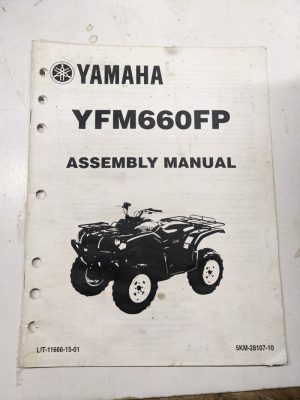 YAMAHA
YFM660FP
ASSEMBLY MANUAL
LIT-11666-15-01
5KM-28107-10